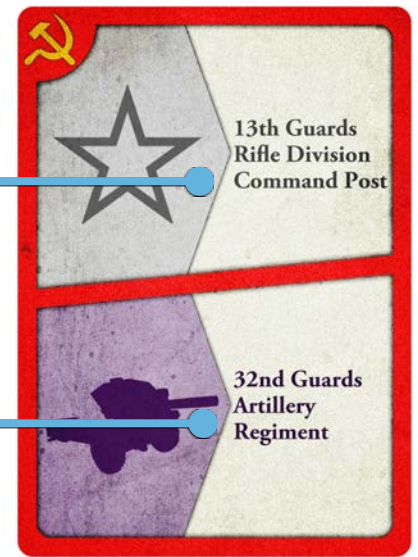 13th Guards
Rifle Division
Command Post
32nd Guards
Artillery
Regiment